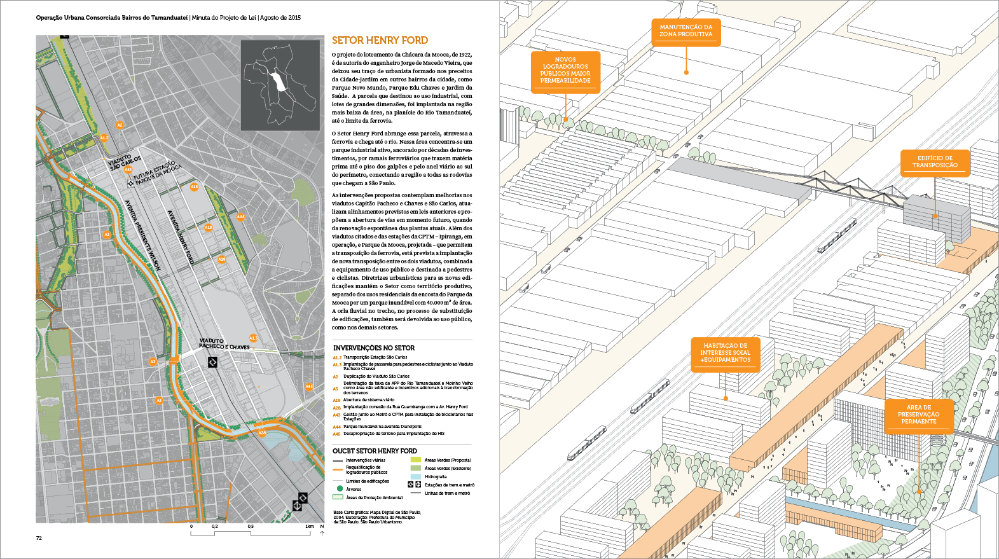 Operação Urbana Consorciada Bairros do Tamanduateí | Minuta do Projeto de Lei | Agosto de 2015
SETOR HENRY FORD
O projeto do loteamento da Chácara da Mooca, de 1922,
é de autoria do engenheiro Jorge de Macedo Vieira, que
deixou seu traço de urbanista formado nos preceitos
da Cidade-Jardim em outros bairros da cidade, como
Parque Novo Mundo, Parque Edu Chaves e Jardim da
Saúde. A parcela que destinou ao uso industrial, com
lotes de grandes dimensões, foi implantada na região
mais baixa da área, na planície do Rio Tamanduateí,
até o limite da ferrovia.
O Setor Henry Ford abrange essa parcela, atravessa a
ferrovia e chega até o rio. Nessa área concentra-se um
parque industrial ativo, ancorado por décadas de inves-
timentos, por ramais ferroviários que trazem matéria
prima até o piso dos galpões e pelo anel viário ao sul
do perímetro, conectando a região a todas as rodovias
que chegam a São Paulo.
As intervenções propostas contemplam melhorias nos
viadutos Capitão Pacheco e Chaves e São Carlos, atua-
lizam alinhamentos previstos em leis anteriores e pro-
põem a abertura de vias em momento futuro, quando
da renovação espontânea das plantas atuais. Além dos
viadutos citados e das estações da CPTM – Ipiranga, em
operação, e Parque da Mooca, projetada – que permitem
a transposição da ferrovia, está prevista a implantação
de nova transposição entre os dois viadutos, combinada
a equipamento de uso público e destinada a pedestres
e ciclistas. Diretrizes urbanísticas para as novas edi-
ficações mantém o Setor como território produtivo,
separado dos usos residenciais da encosta do Parque da
Mooca por um parque inundável com 40.000 m² de área.
A orla fluvial no trecho, no processo de substituição
de edificações, também será devolvida ao uso público,
como nos demais setores.
INVERVENÇÕES NO SETOR
A1.2 Transposição Estação São Carlos
A1.3 Implantação de passarela para pedestres e ciclistas junto ao Viaduto
Pacheco Chaves
A2 Duplicação do Viaduto São Carlos
A3 Delimitação da faixa de APP do Rio Tamanduateí e Moinho Velho
como área não edificante e incentivos adicionais à transformação
dos terrenos
A18 Abertura de sistema viário
A28 Implantação conexão da Rua Guamiranga com a Av. Henry Ford
A43 Gestão junto ao Metrô e CPTM para instalação de bicicletários nas
Estações
A44 Parque inundável na avenida Dianópolis
A45 Desapropriação de terreno para implantação de HIS
OUCBT SETOR HENRY FORD
Intervenções viárias
Requalificação de
logradouros públicos
Limites de edificações
Árvores
Áreas de Proteção Ambiental
Áreas Verdes (Proposta)
Áreas Verdes (Existente)
Hidrografia
Estações de trem e metrô
Linhas de trem e metrô
Base Cartográfica: Mapa Digital de São Paulo,
2004. Elaboração: Prefeitura do Município
de São Paulo. São Paulo Urbanismo.
A2
A1.2
VIADUTO
SÃO CARLOS
A43
FUTURA ESTAÇÃO
PARQUE DA MOOCA
A18
A44
A18
A3
A18
AVENIDA PRESIDENTE WILSON
AVENIDA HENRY FORD
A1.3
VIADUTO
PACHECO E CHAVES
A3
A45
A3
A28
0 0,2 0,5 1km N
72
MANUTENÇÃO DA
ZONA PRODUTIVA
NOVOS
LOGRADOUROS
PÚBLICOS MAIOR
PERMEABILIDADE
EDIFÍCIO DE
TRANSPOSIÇÃO
HABITAÇÃO DE
INTERESSE SOIAL
+EQUIPAMENTOS
ÁREA DE
PRESERVAÇÃO
PERMAENTE